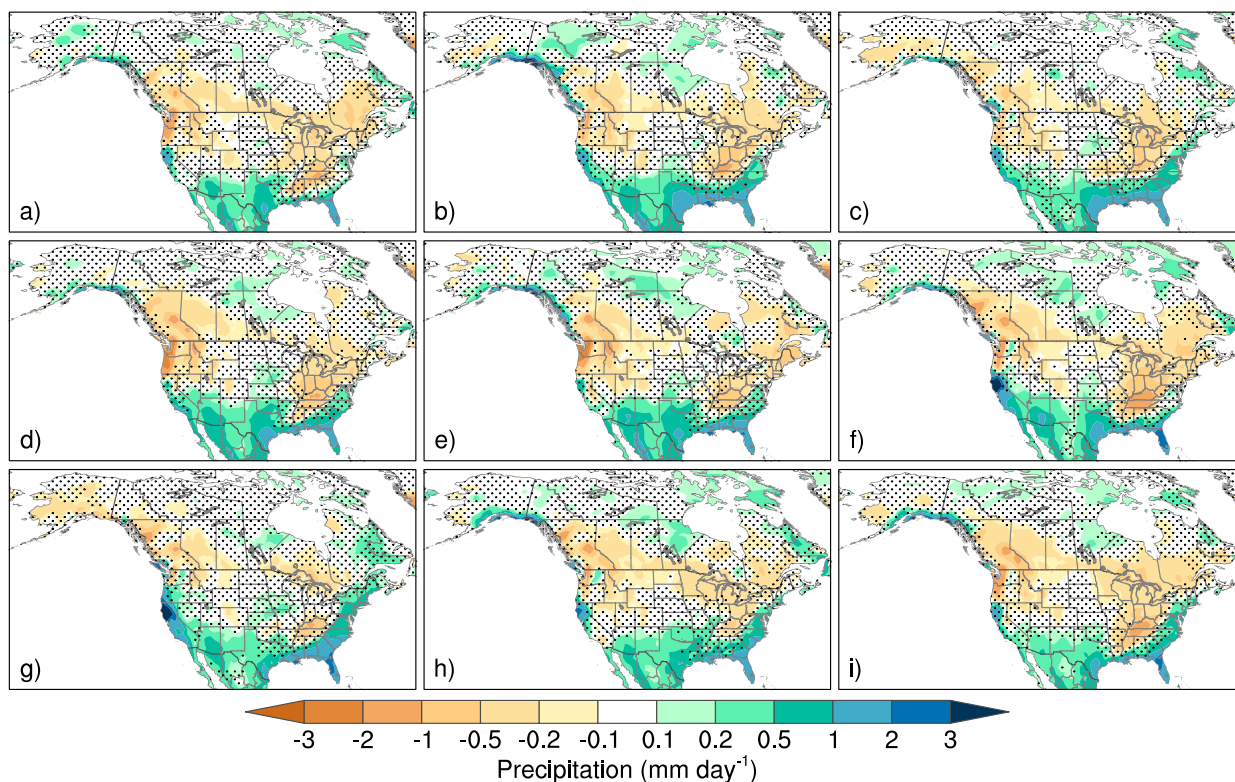 a) b) c)
d) e) f)
g) h) i)
-3 -2 -1 -0.5 -0.2 -0.1 0.1 0.2 0.5 1 2 3
Precipitation (mm day⁻¹)